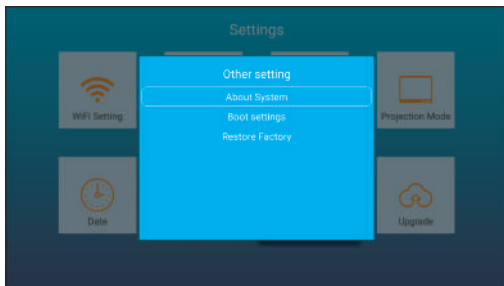 Settings
Other setting
About System
Boot settings
Restore Factory
WiFi Setting
Projection Mode
Date
Upgrade